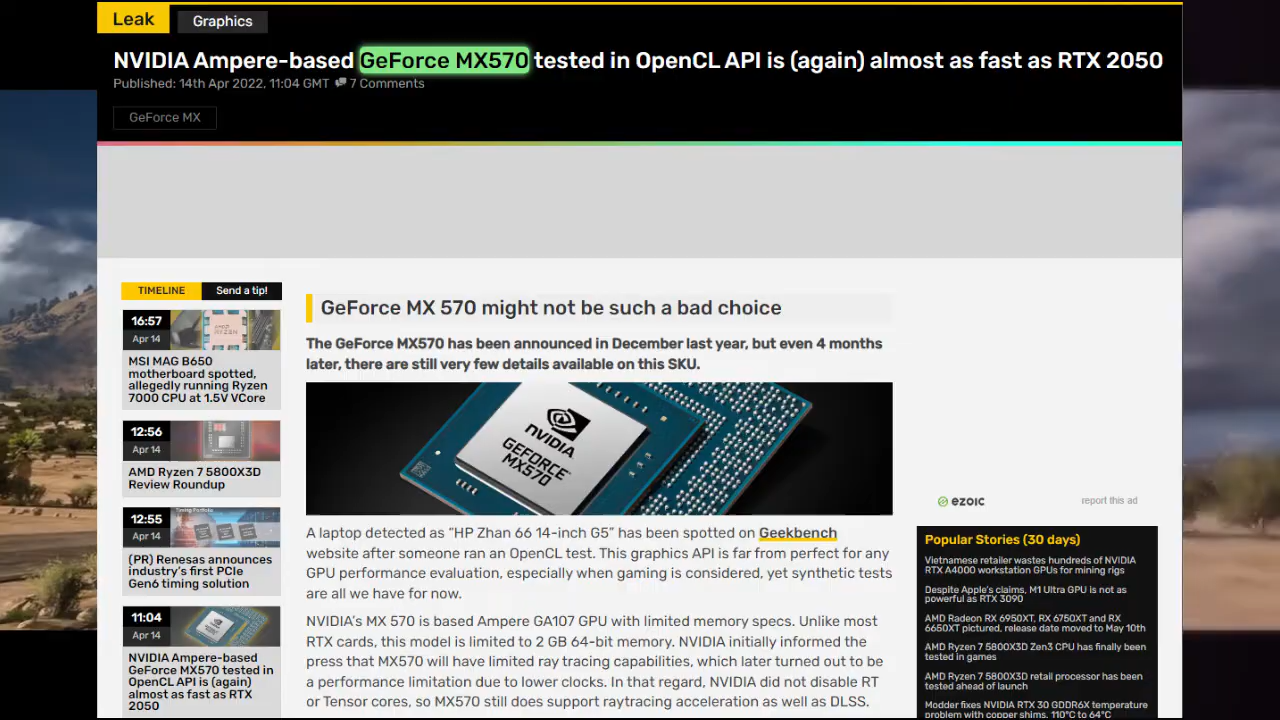 Leak
Graphics
NVIDIA Ampere-based GeForce MX570 tested in OpenCL API is (again) almost as fast as RTX 2050
Published: 14th Apr 2022, 11:04 GMT 7 Comments
GeForce MX
TIMELINE
Send a tip!
16:57
Apr 14
MSI MAG B650
motherboard spotted,
allegedly running Ryzen
7000 CPU at 1.5V VCore
12:56
Apr 14
AMD Ryzen 7 5800X3D
Review Roundup
12:55
Apr 14
(PR) Renesas announces
industry's first PCIe
Gen6 timing solution
11:04
Apr 14
NVIDIA Ampere-based
GeForce MX570 tested in
OpenCL API is (again)
almost as fast as RTX
2050
GeForce MX 570 might not be such a bad choice
The GeForce MX570 has been announced in December last year, but even 4 months
later, there are still very few details available on this SKU.
NVIDIA
GEFORCE
MX570
A laptop detected as “HP Zhan 66 14-inch G5” has been spotted on Geekbench
website after someone ran an OpenCL test. This graphics API is far from perfect for any
GPU performance evaluation, especially when gaming is considered, yet synthetic tests
are all we have for now.
NVIDIA’s MX 570 is based Ampere GA107 GPU with limited memory specs. Unlike most
RTX cards, this model is limited to 2 GB 64-bit memory. NVIDIA initially informed the
press that MX570 will have limited ray tracing capabilities, which later turned out to be
a performance limitation due to lower clocks. In that regard, NVIDIA did not disable RT
or Tensor cores, so MX570 still does support raytracing acceleration as well as DLSS.
ezoic
report this ad
Popular Stories (30 days)
Vietnamese retailer wastes hundreds of NVIDIA
RTX A4000 workstation GPUs for mining rigs
Despite Apple's claims, M1 Ultra GPU is not as
powerful as RTX 3090
AMD Radeon RX 6950XT, RX 6750XT and RX
6650XT pictured, release date moved to May 10th
AMD Ryzen 7 5800X3D Zen3 CPU has finally been
tested in games
AMD Ryzen 7 5800X3D retail processor has been
tested ahead of launch
Modder fixes NVIDIA RTX 30 GDDR6X temperature
problem with copper shims, 110°C to 64°C